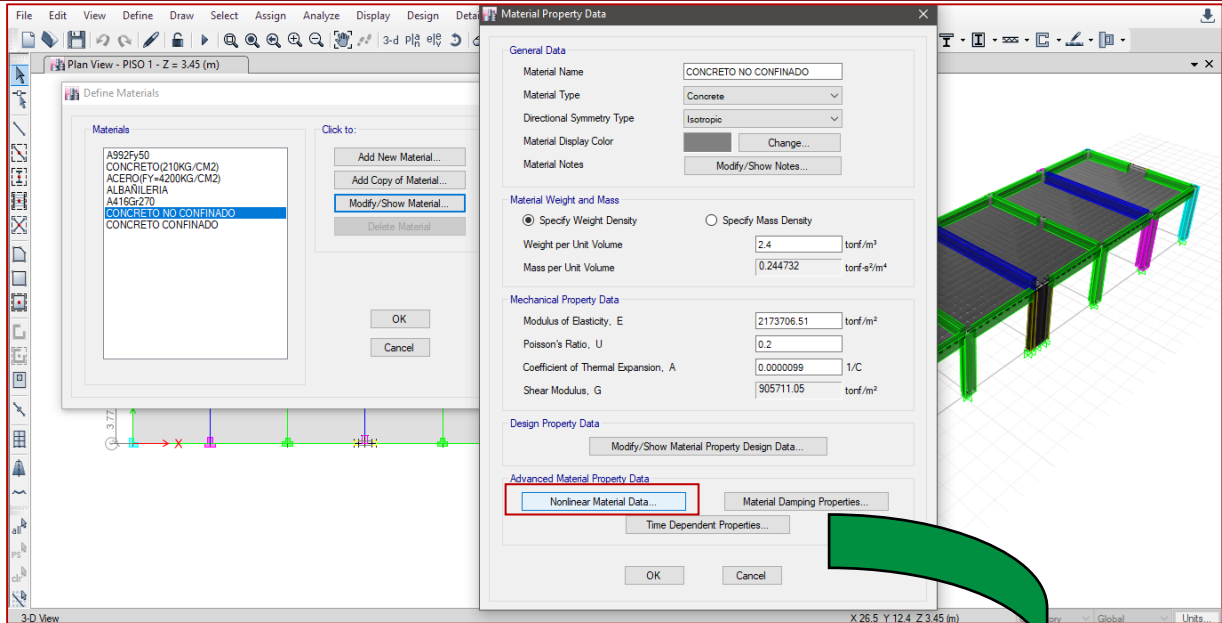 File Edit View Define Draw Select Assign Analyze Display Design Detai
Material Property Data
3-d
Plan View - PISO 1 - Z = 3.45 (m)
Define Materials
Materials
A992Fy50
CONCRETO(210KG/CM2)
ACERO(FY=4200KG/CM2)
ALBAÑILERIA
A416Gr270
CONCRETO NO CONFINADO
CONCRETO CONFINADO
Click to:
Add New Material...
Add Copy of Material...
Modify/Show Material...
Delete Material
OK
Cancel
General Data
Material Name CONCRETO NO CONFINADO
Material Type Concrete
Directional Symmetry Type Isotropic
Material Display Color Change...
Material Notes Modify/Show Notes...
Material Weight and Mass
Specify Weight Density Specify Mass Density
Weight per Unit Volume 2.4 tonf/m³
Mass per Unit Volume 0.244732 tonf-s²/m⁴
Mechanical Property Data
Modulus of Elasticity, E 2173706.51 tonf/m²
Poisson's Ratio, U 0.2
Coefficient of Thermal Expansion, A 0.0000099 1/C
Shear Modulus, G 905711.05 tonf/m²
Design Property Data
Modify/Show Material Property Design Data...
Advanced Material Property Data
Nonlinear Material Data... Material Damping Properties...
Time Dependent Properties...
OK Cancel
3.77
X
all
ps
clr
3-D View
X 26.5 Y 12.4 Z 3.45 (m)
ory Global Units...